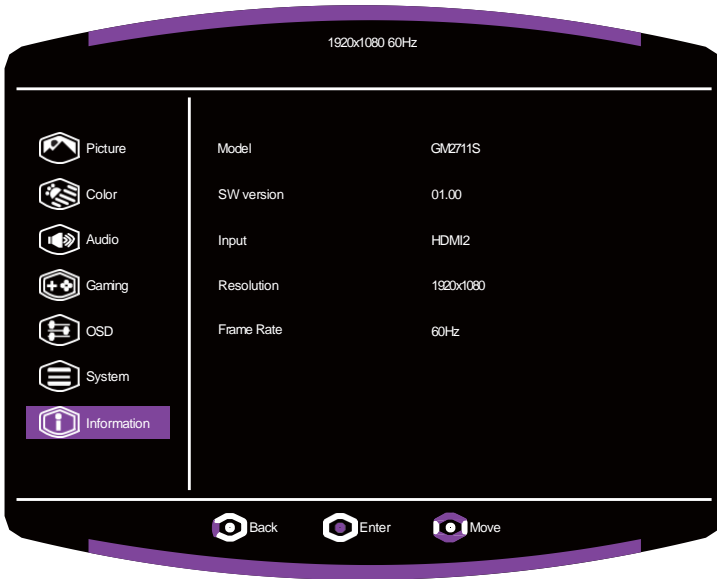 1920x1080 60Hz
Picture
Model GM2711S
Color
SW version 01.00
Audio
Input HDMI2
Gaming
Resolution 1920x1080
OSD
Frame Rate 60Hz
System
Information
Back Enter Move